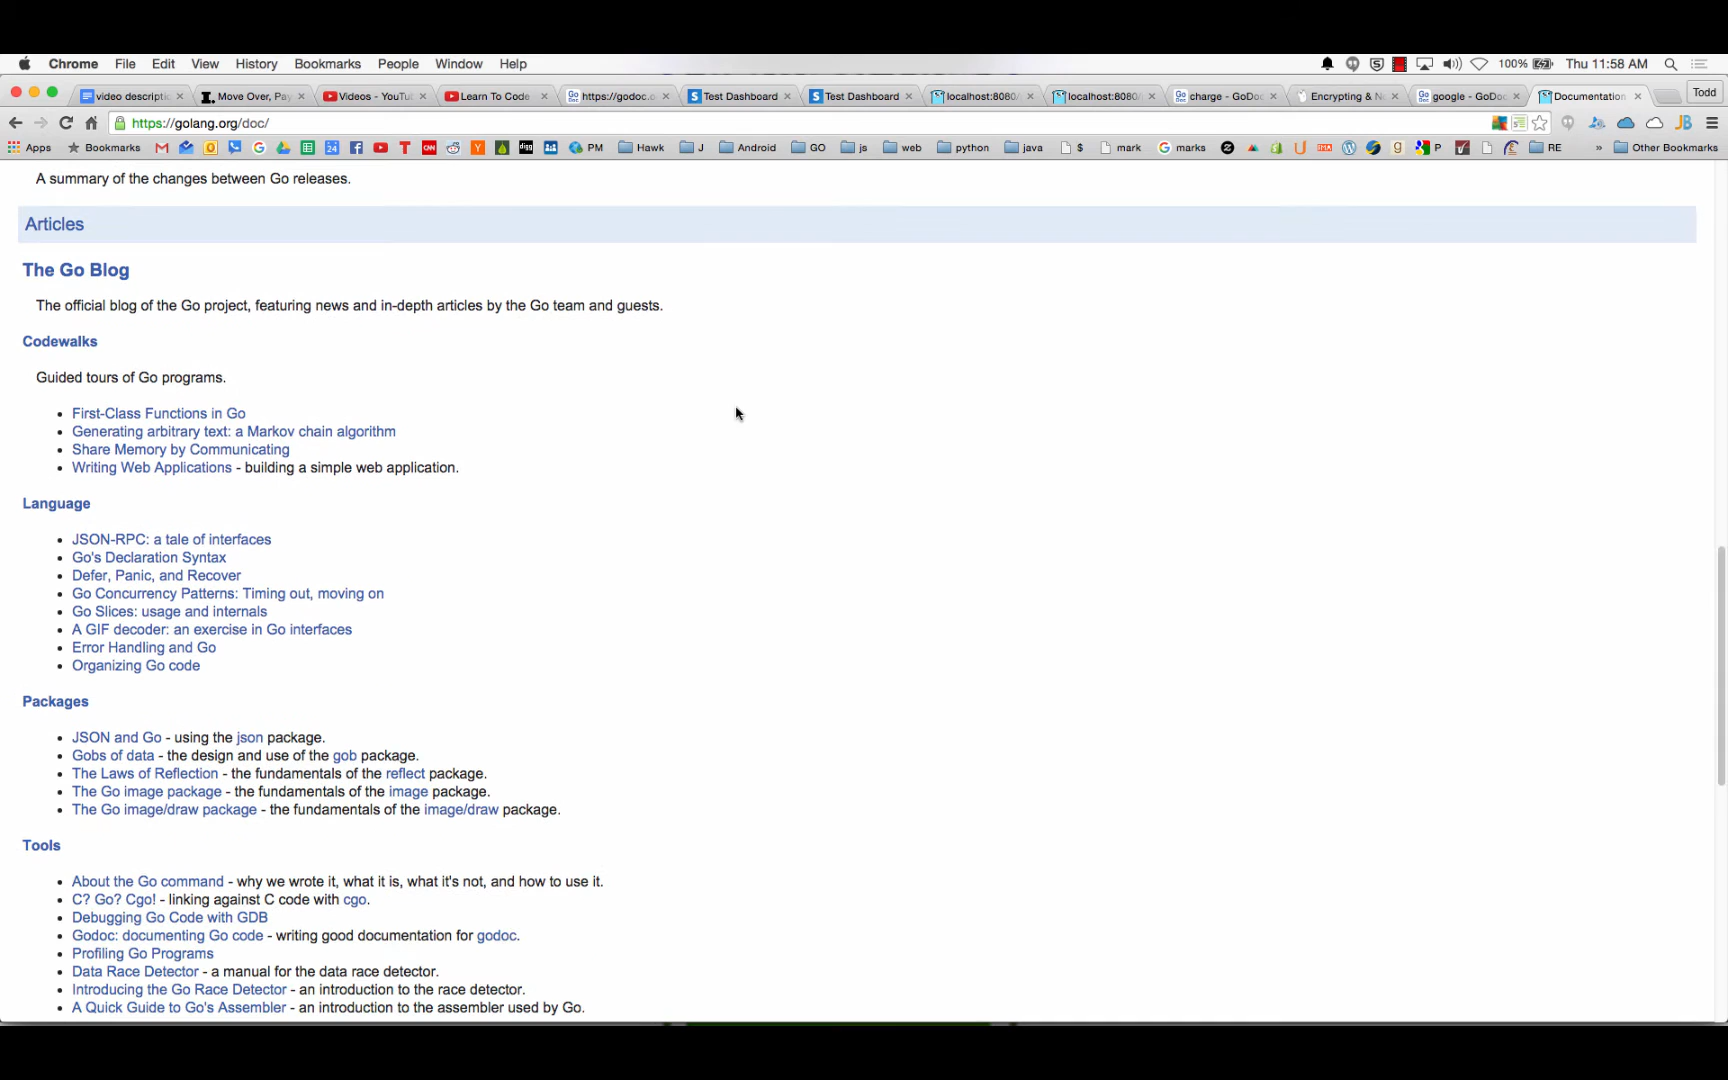 Chrome File Edit View History Bookmarks People Window Help 100% Thu 11:58 AM
video descripti Move Over, Pay Videos - YouTu Learn To Code https://godoc.o Test Dashboard Test Dashboard localhost:8080/ localhost:8080/ charge - GoDo Encrypting & N google - GoDoc Documentation Todd
https://golang.org/doc/
Apps Bookmarks PM Hawk J Android GO js web python java $ mark marks P RE » Other Bookmarks
A summary of the changes between Go releases.
Articles
The Go Blog
The official blog of the Go project, featuring news and in-depth articles by the Go team and guests.
Codewalks
Guided tours of Go programs.
• First-Class Functions in Go
• Generating arbitrary text: a Markov chain algorithm
• Share Memory by Communicating
• Writing Web Applications - building a simple web application.
Language
• JSON-RPC: a tale of interfaces
• Go's Declaration Syntax
• Defer, Panic, and Recover
• Go Concurrency Patterns: Timing out, moving on
• Go Slices: usage and internals
• A GIF decoder: an exercise in Go interfaces
• Error Handling and Go
• Organizing Go code
Packages
• JSON and Go - using the json package.
• Gobs of data - the design and use of the gob package.
• The Laws of Reflection - the fundamentals of the reflect package.
• The Go image package - the fundamentals of the image package.
• The Go image/draw package - the fundamentals of the image/draw package.
Tools
• About the Go command - why we wrote it, what it is, what it's not, and how to use it.
• C? Go? Cgo! - linking against C code with cgo.
• Debugging Go Code with GDB
• Godoc: documenting Go code - writing good documentation for godoc.
• Profiling Go Programs
• Data Race Detector - a manual for the data race detector.
• Introducing the Go Race Detector - an introduction to the race detector.
• A Quick Guide to Go's Assembler - an introduction to the assembler used by Go.